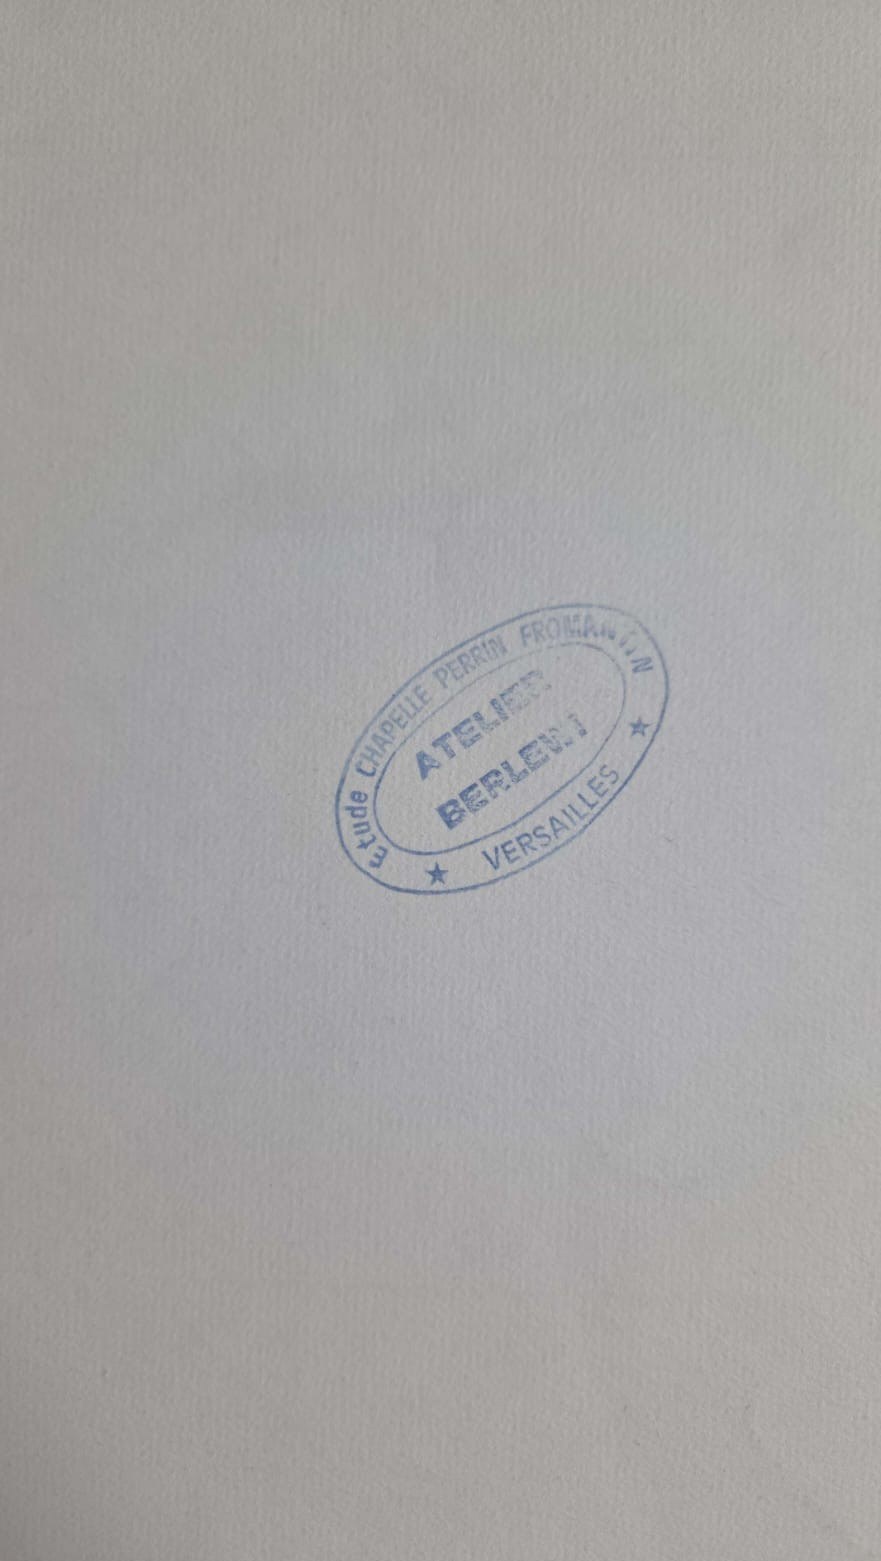 Etude CHAPELLE PERRIN FROMANTIN
ATELIER
BERLEWI
VERSAILLES